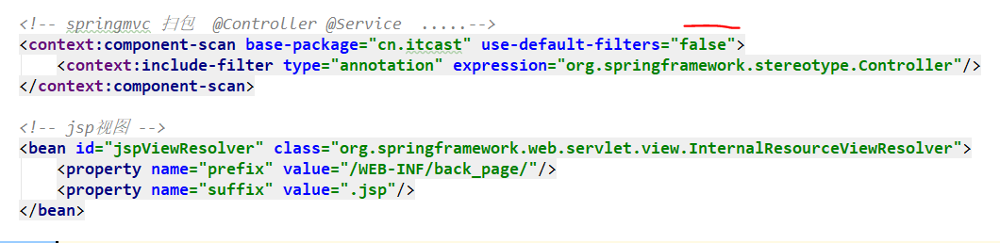 <!-- springmvc 扫包  @Controller @Service  .....-->
<context:component-scan base-package="cn.itcast" use-default-filters="false">
    <context:include-filter type="annotation" expression="org.springframework.stereotype.Controller"/>
</context:component-scan>
<!-- jsp视图 -->
<bean id="jspViewResolver" class="org.springframework.web.servlet.view.InternalResourceViewResolver">
    <property name="prefix" value="/WEB-INF/back_page/"/>
    <property name="suffix" value=".jsp"/>
</bean>